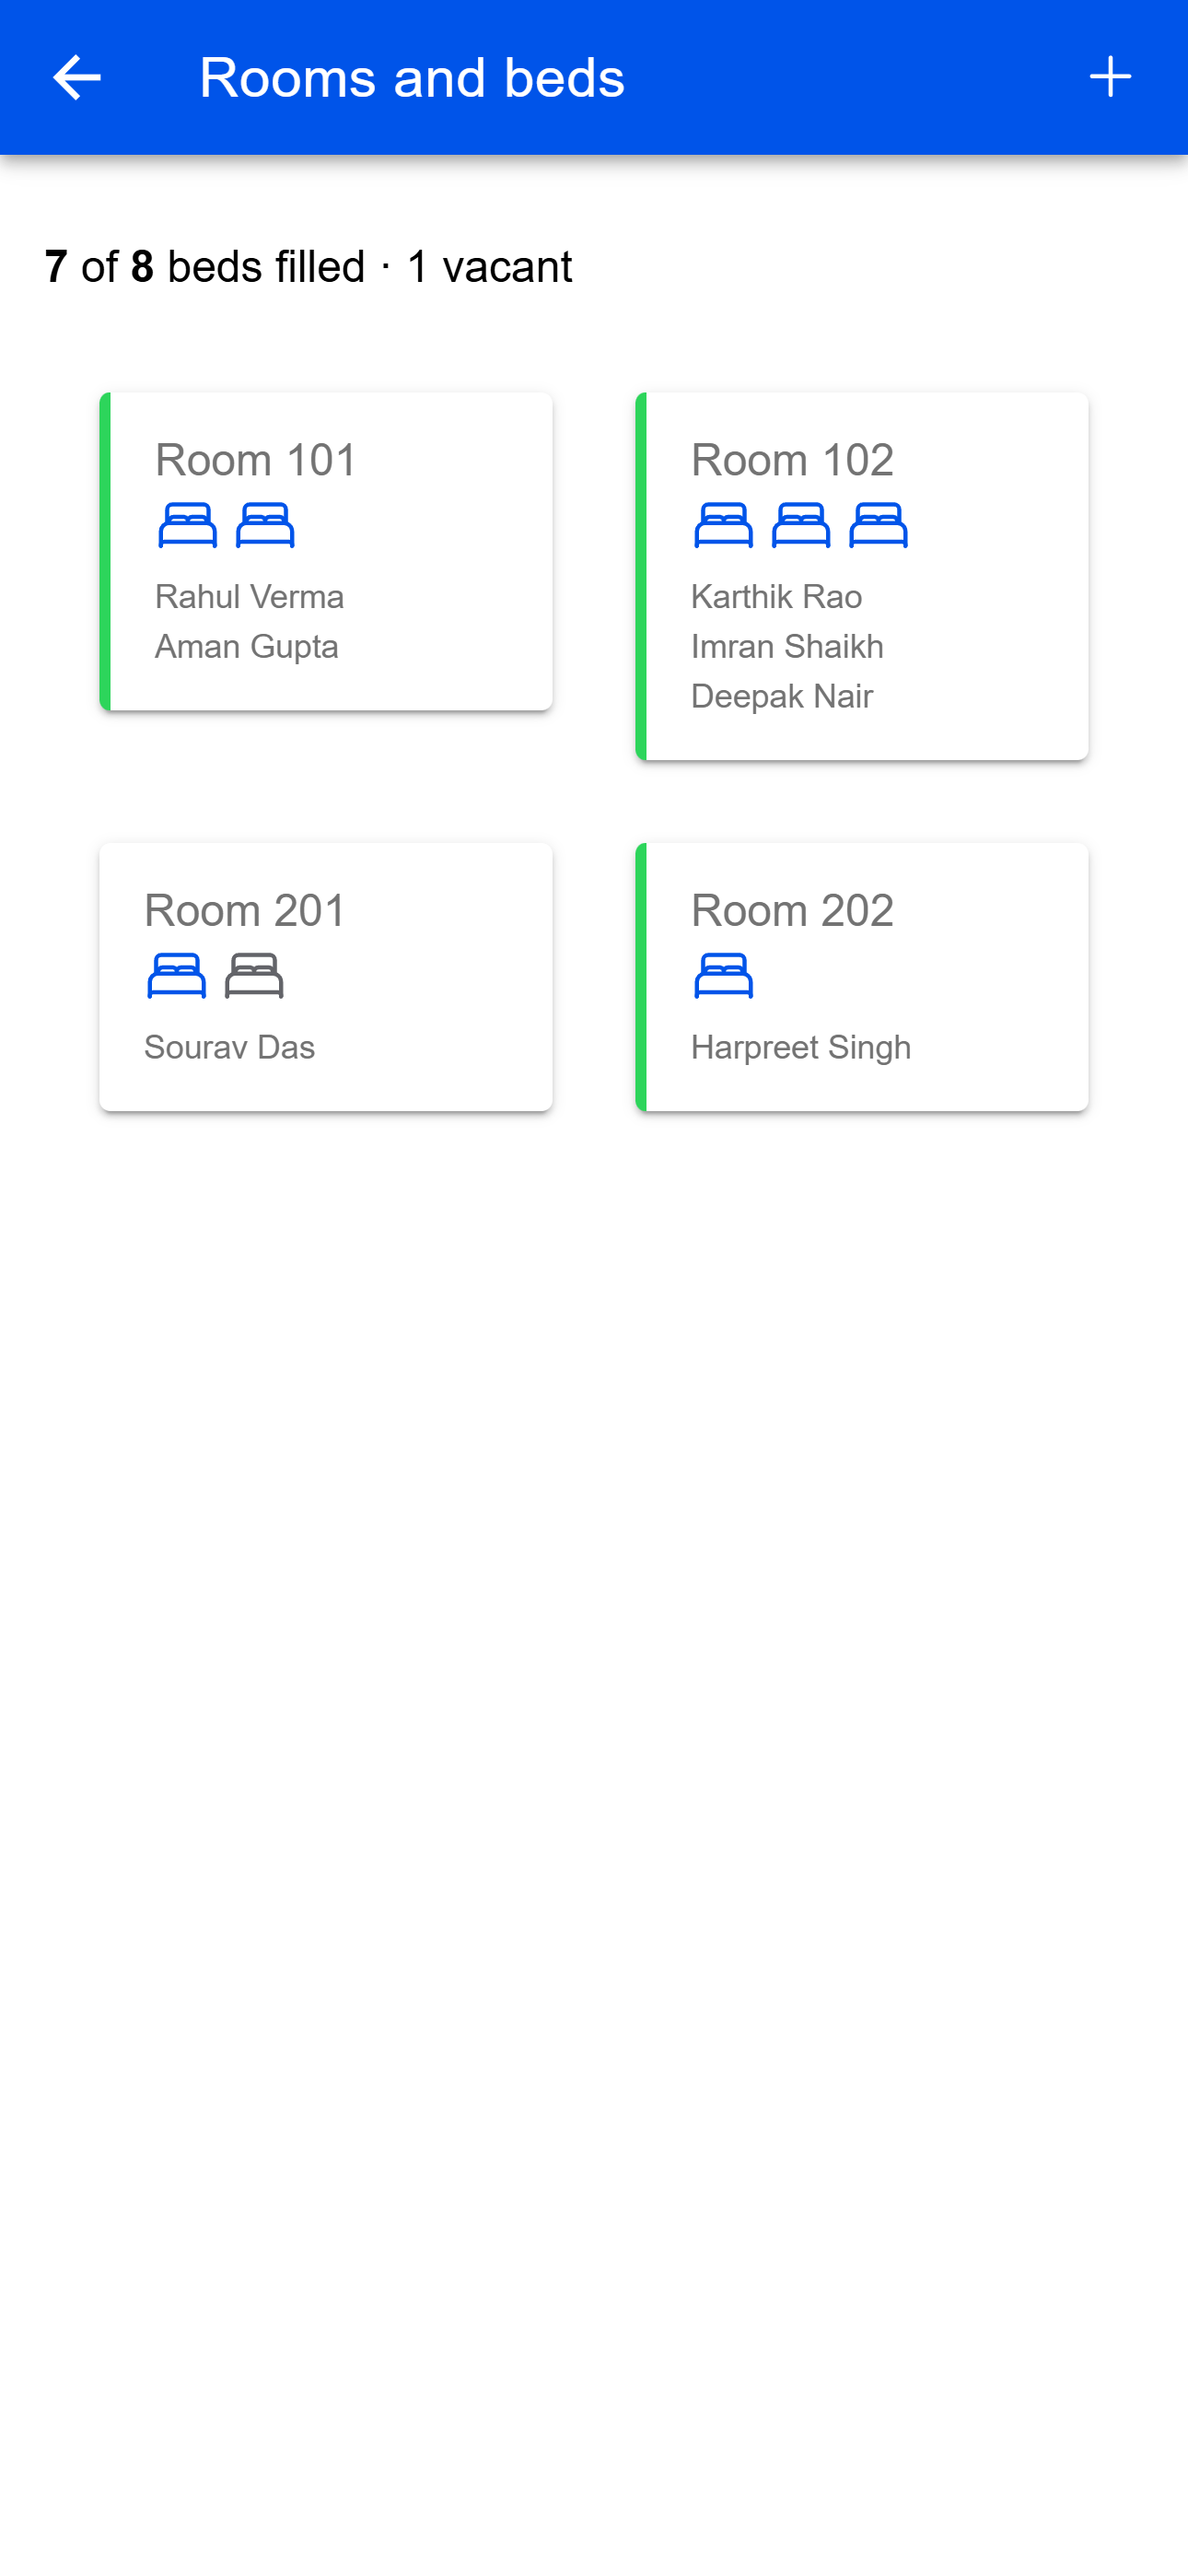 Rooms and beds
7 of 8 beds filled · 1 vacant
Room 101
Rahul Verma
Aman Gupta
Room 102
Karthik Rao
Imran Shaikh
Deepak Nair
Room 201
Sourav Das
Room 202
Harpreet Singh